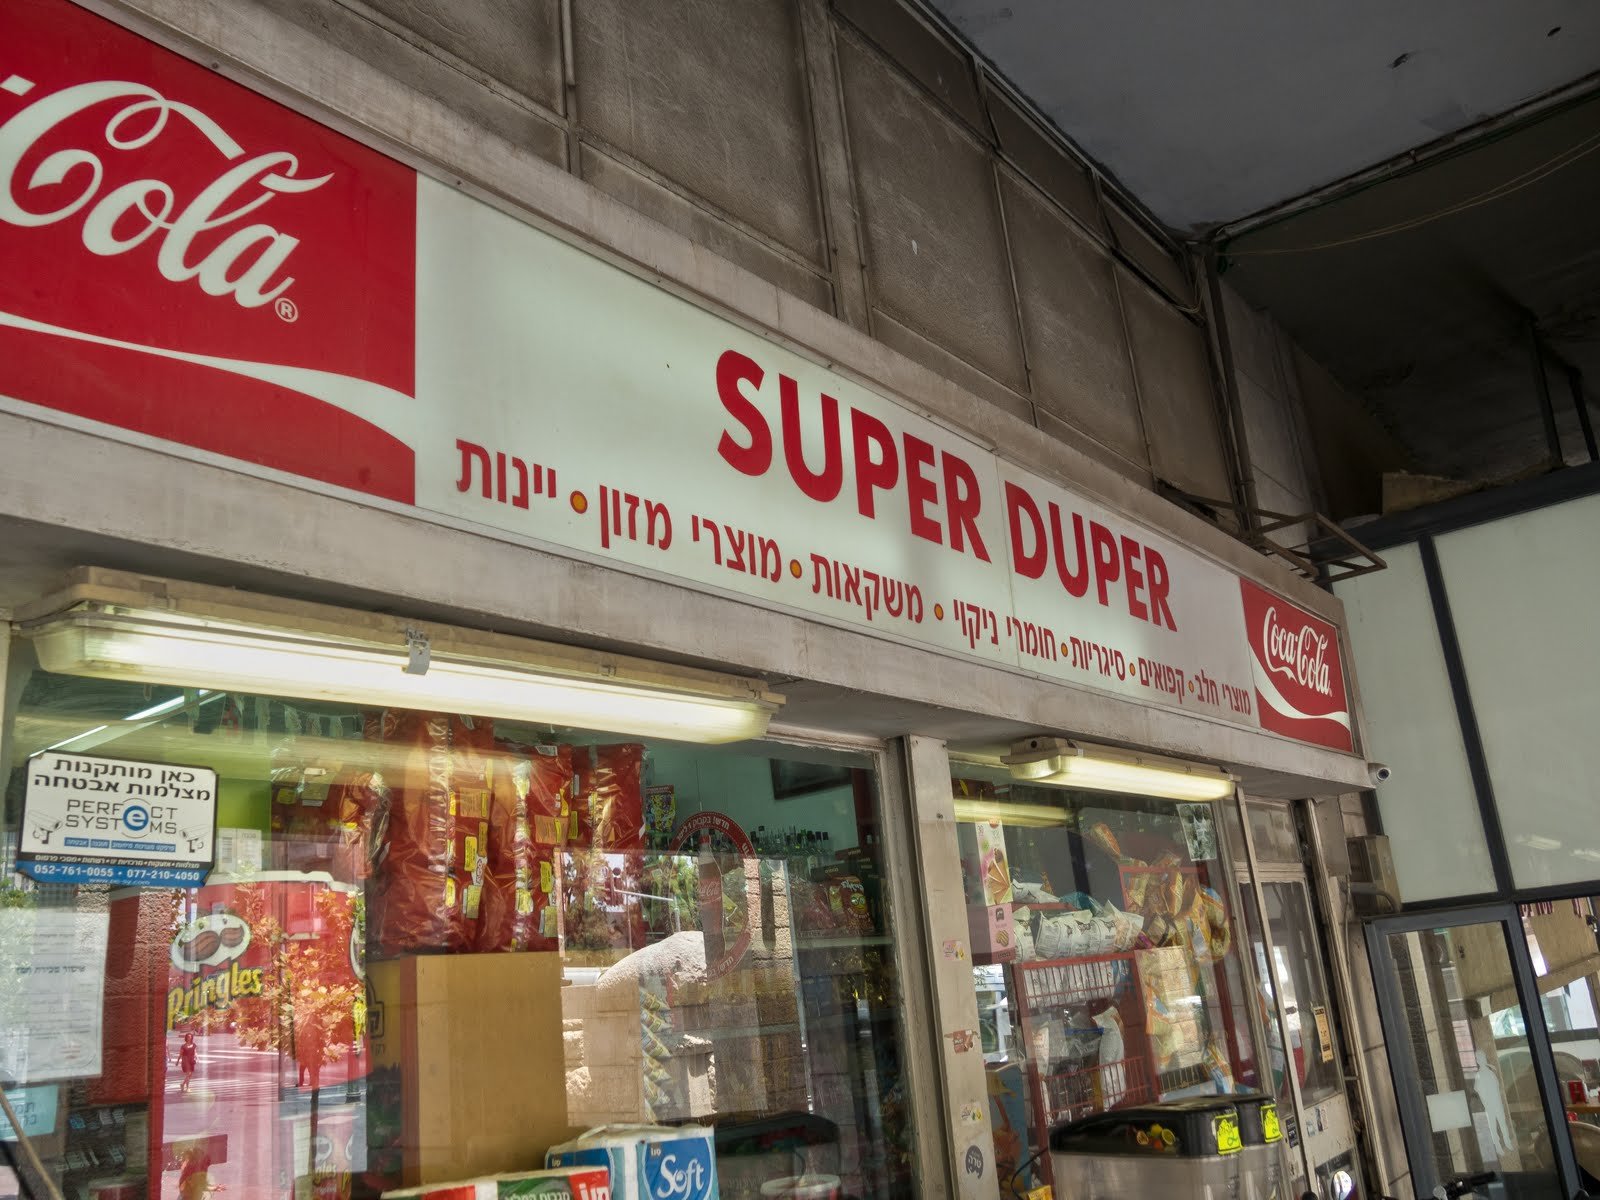 Cola®
SUPER DUPER
מוצרי חלב • קפואים • סיגריות • חומרי ניקוי • משקאות • מוצרי מזון • יינות
Coca-Cola
כאן מותקנות
מצלמות אבטחה
PERFECT
SYSTEMS
052-761-0055 • 077-210-4050
Pringles
Soft